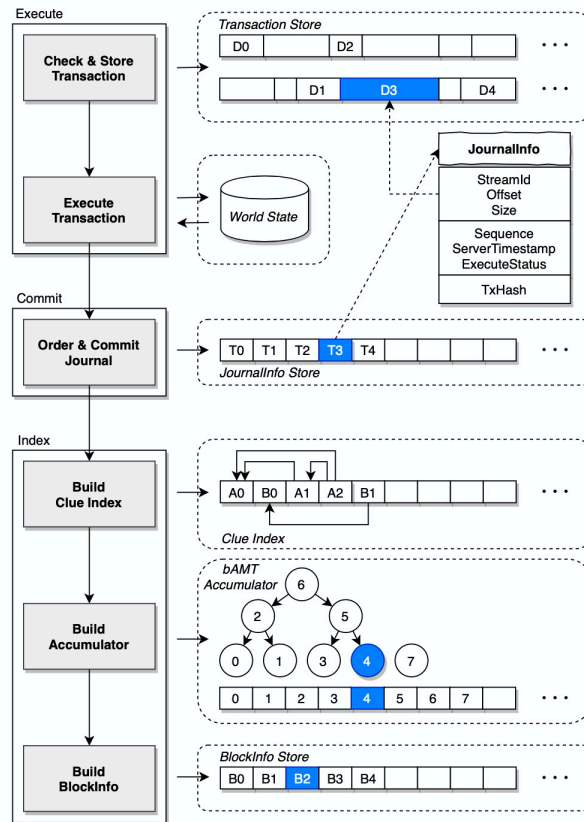 Execute
Check & Store
Transaction
Execute
Transaction
Transaction Store
D0 D2 • • •
D1 D3 D4 • • •
World State
JournalInfo
StreamId
Offset
Size
Sequence
ServerTimestamp
ExecuteStatus
TxHash
Commit
Order & Commit
Journal
T0 T1 T2 T3 T4 • • •
JournalInfo Store
Index
Build
Clue Index
A0 B0 A1 A2 B1 • • •
Clue Index
Build
Accumulator
bAMT
Accumulator
6
2 5
0 1 3 4 7
0 1 2 3 4 5 6 7 • • •
Build
BlockInfo
BlockInfo Store
B0 B1 B2 B3 B4 • • •